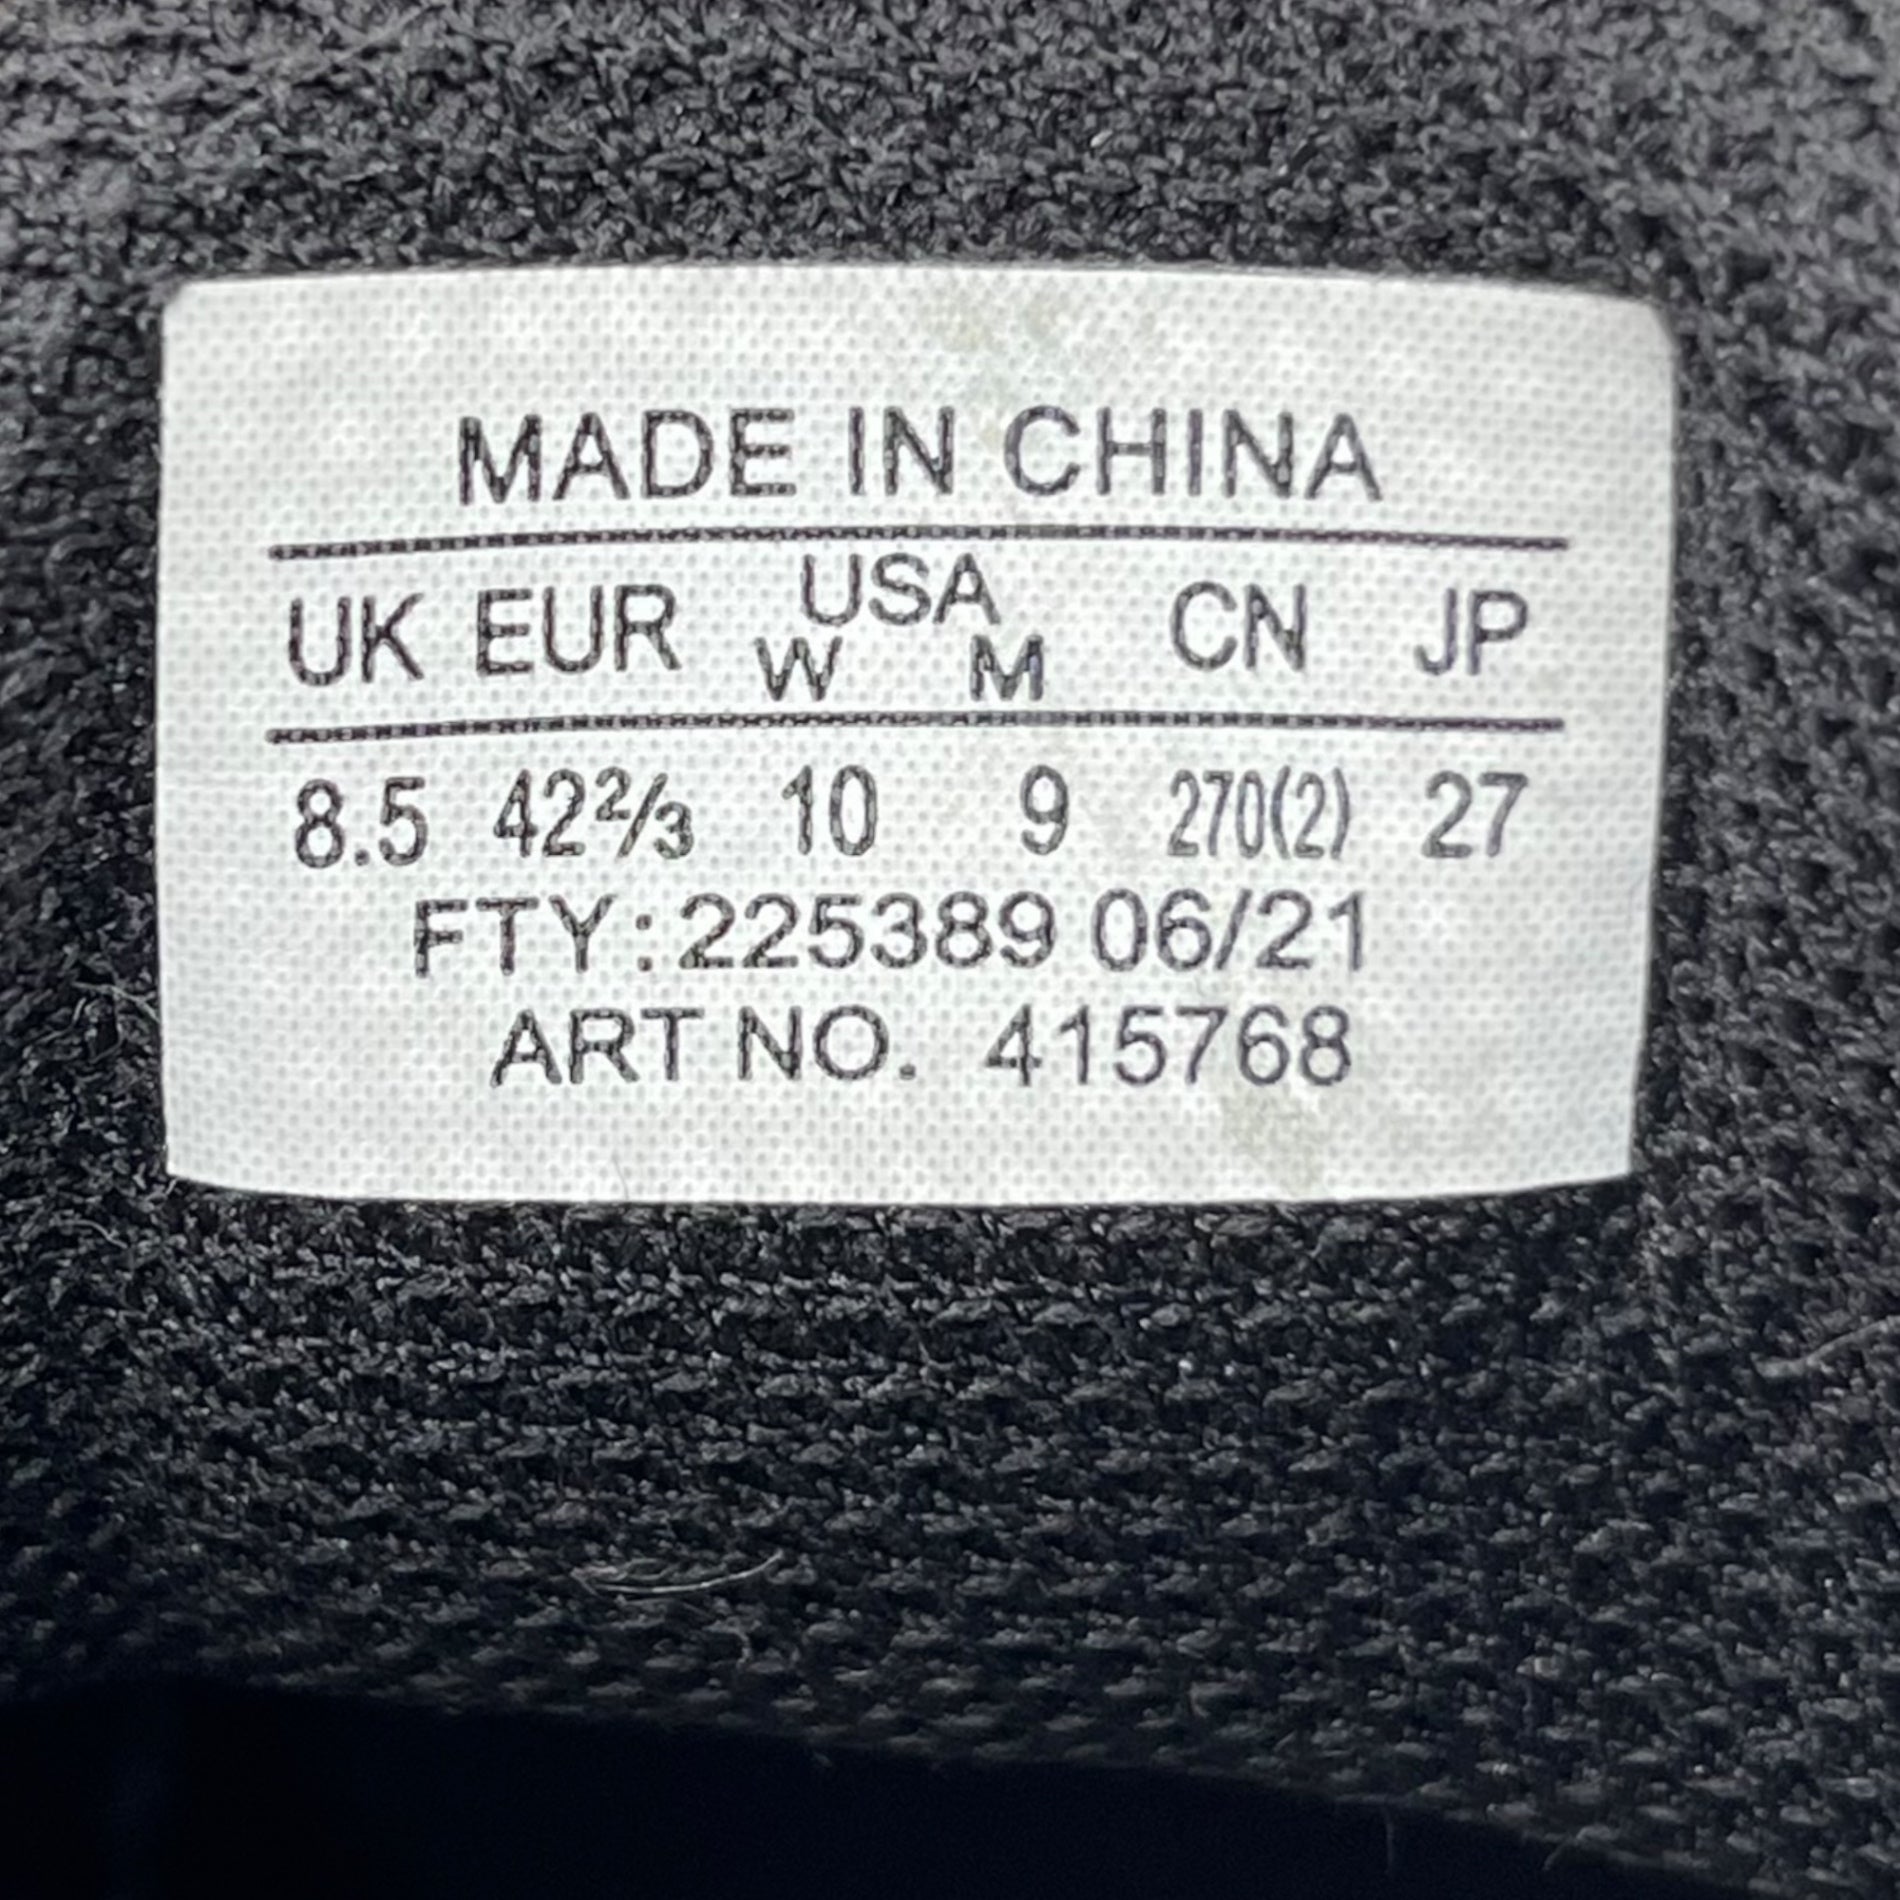 MADE IN CHINA
UK EUR USA CN JP
W M
8.5 42⅔ 10 9 270(2) 27
FTY:225389 06/21
ART NO. 415768